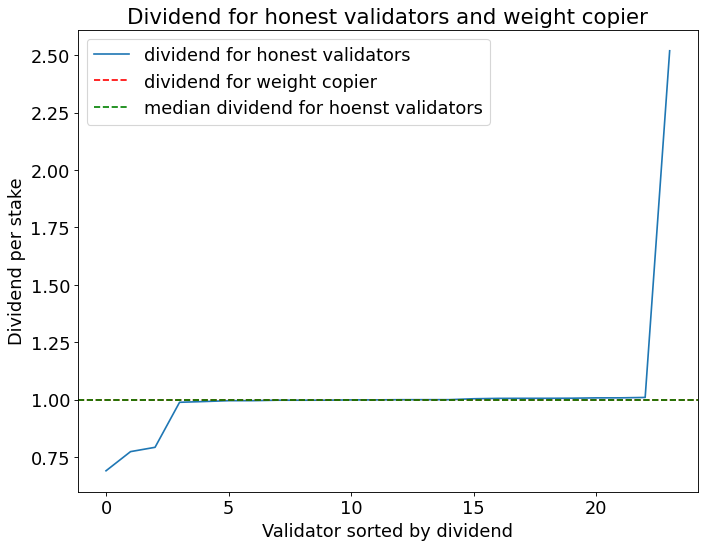 Dividend for honest validators and weight copier
dividend for honest validators
dividend for weight copier
median dividend for hoenst validators
2.50
2.25
2.00
1.75
1.50
1.25
1.00
0.75
Dividend per stake
0 5 10 15 20
Validator sorted by dividend